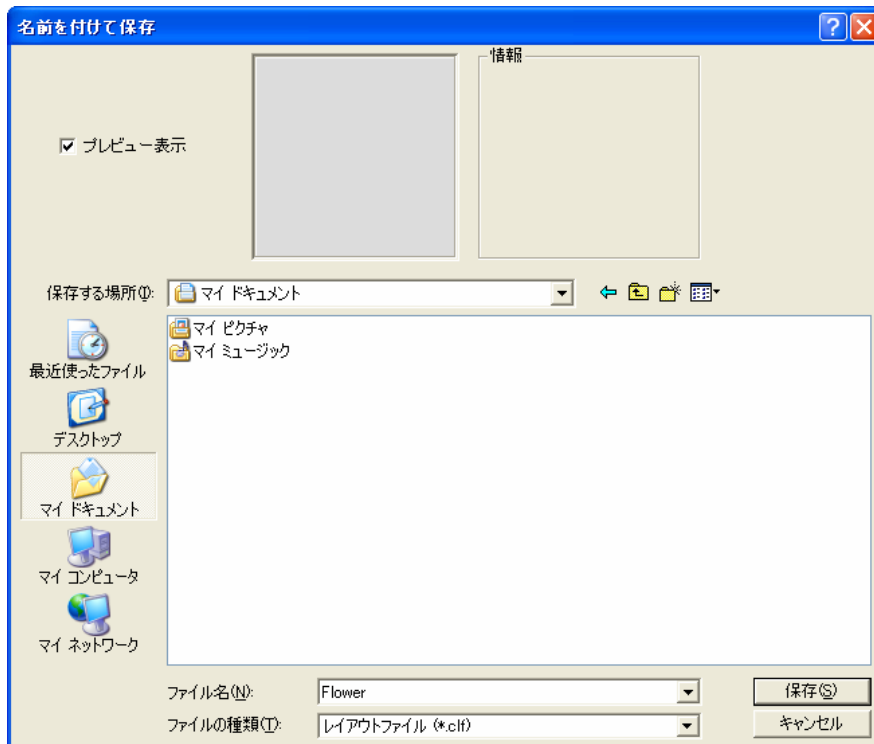 名前を付けて保存
プレビュー表示
情報
保存する場所(I):
マイ ドキュメント
最近使ったファイル
デスクトップ
マイ ドキュメント
マイ コンピュータ
マイ ネットワーク
マイ ピクチャ
マイ ミュージック
ファイル名(N):
Flower
保存(S)
ファイルの種類(T):
レイアウトファイル (*.clf)
キャンセル